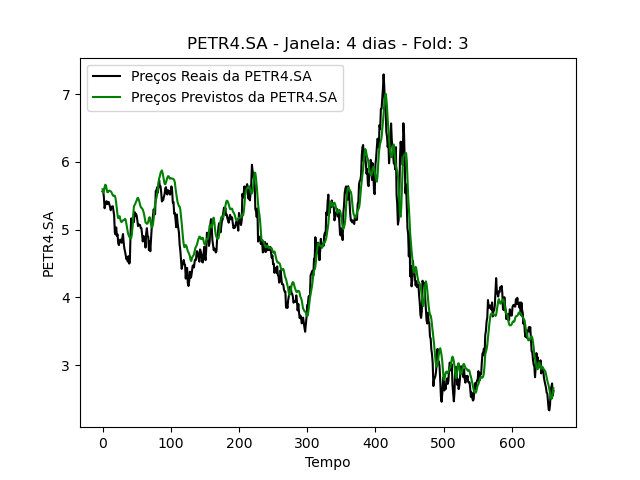 PETR4.SA - Janela: 4 dias - Fold: 3
Preços Reais da PETR4.SA
Preços Previstos da PETR4.SA
7
6
5
4
3
PETR4.SA
0 100 200 300 400 500 600
Tempo